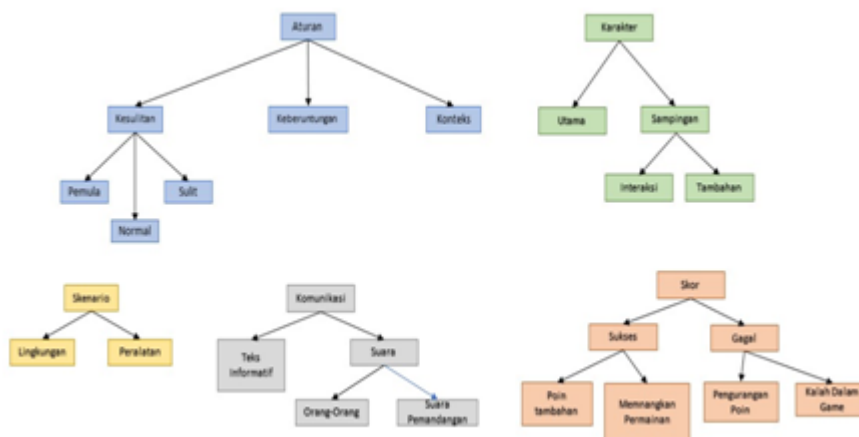 Aturan
Kesulitan
Keberuntungan
Konteks
Pemula
Sulit
Normal
Karakter
Utama
Sampingan
Interaksi
Tambahan
Skenario
Lingkungan
Peralatan
Komunikasi
Teks
Informatif
Suara
Orang-Orang
Suara
Pemandangan
Skor
Sukses
Gagal
Poin
tambahan
Memnangkan
Permainan
Pengurangan
Poin
Kalah Dalam
Game